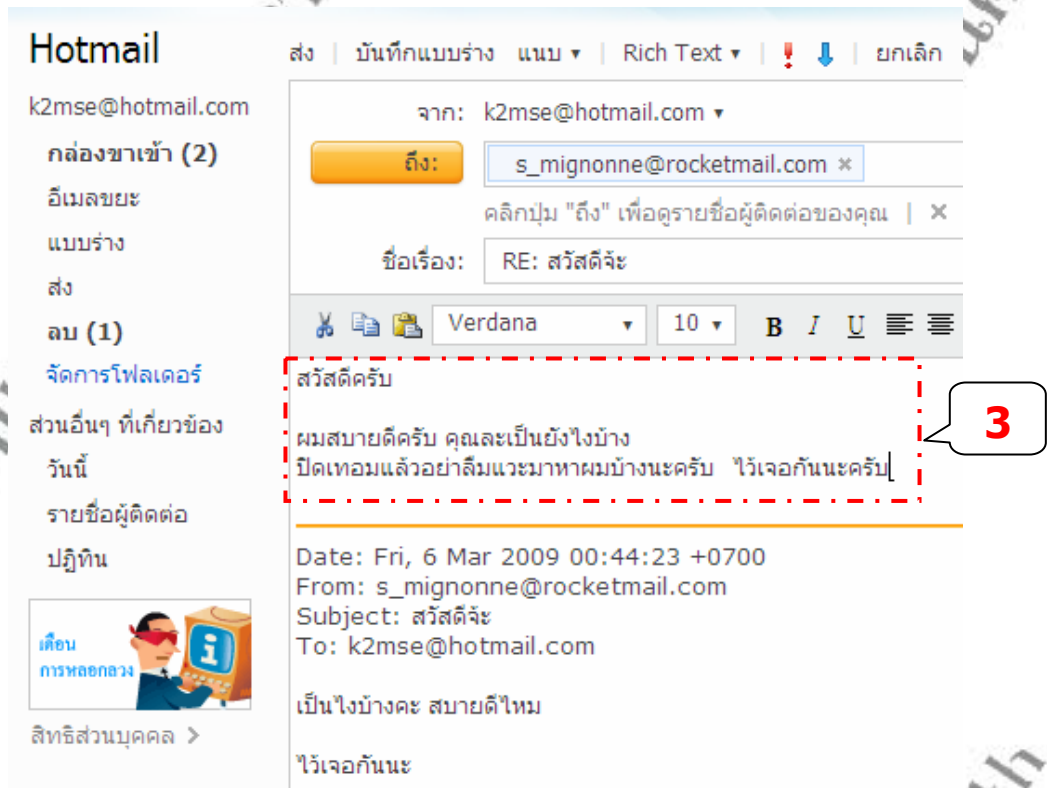 Hotmail
ส่ง | บันทึกแบบร่าง แนบ ▾ | Rich Text ▾ | ยกเลิก
k2mse@hotmail.com
กล่องขาเข้า (2)
อีเมลขยะ
แบบร่าง
ส่ง
ลบ (1)
จัดการโฟลเดอร์
ส่วนอื่นๆ ที่เกี่ยวข้อง
วันนี้
รายชื่อผู้ติดต่อ
ปฏิทิน
เดือน
การหลอกลวง
สิทธิส่วนบุคคล >
จาก: k2mse@hotmail.com ▾
ถึง: s_mignonne@rocketmail.com ×
คลิกปุ่ม "ถึง" เพื่อดูรายชื่อผู้ติดต่อของคุณ | ×
ชื่อเรื่อง: RE: สวัสดีจ้ะ
Verdana ▾ 10 ▾ B I U
สวัสดีครับ
ผมสบายดีครับ คุณละเป็นยังไงบ้าง
ปิดเทอมแล้วอย่าลืมแวะมาหาผมบ้างนะครับ ไว้เจอกันนะครับ
3
Date: Fri, 6 Mar 2009 00:44:23 +0700
From: s_mignonne@rocketmail.com
Subject: สวัสดีจ้ะ
To: k2mse@hotmail.com
เป็นไงบ้างคะ สบายดีไหม
ไว้เจอกันนะ